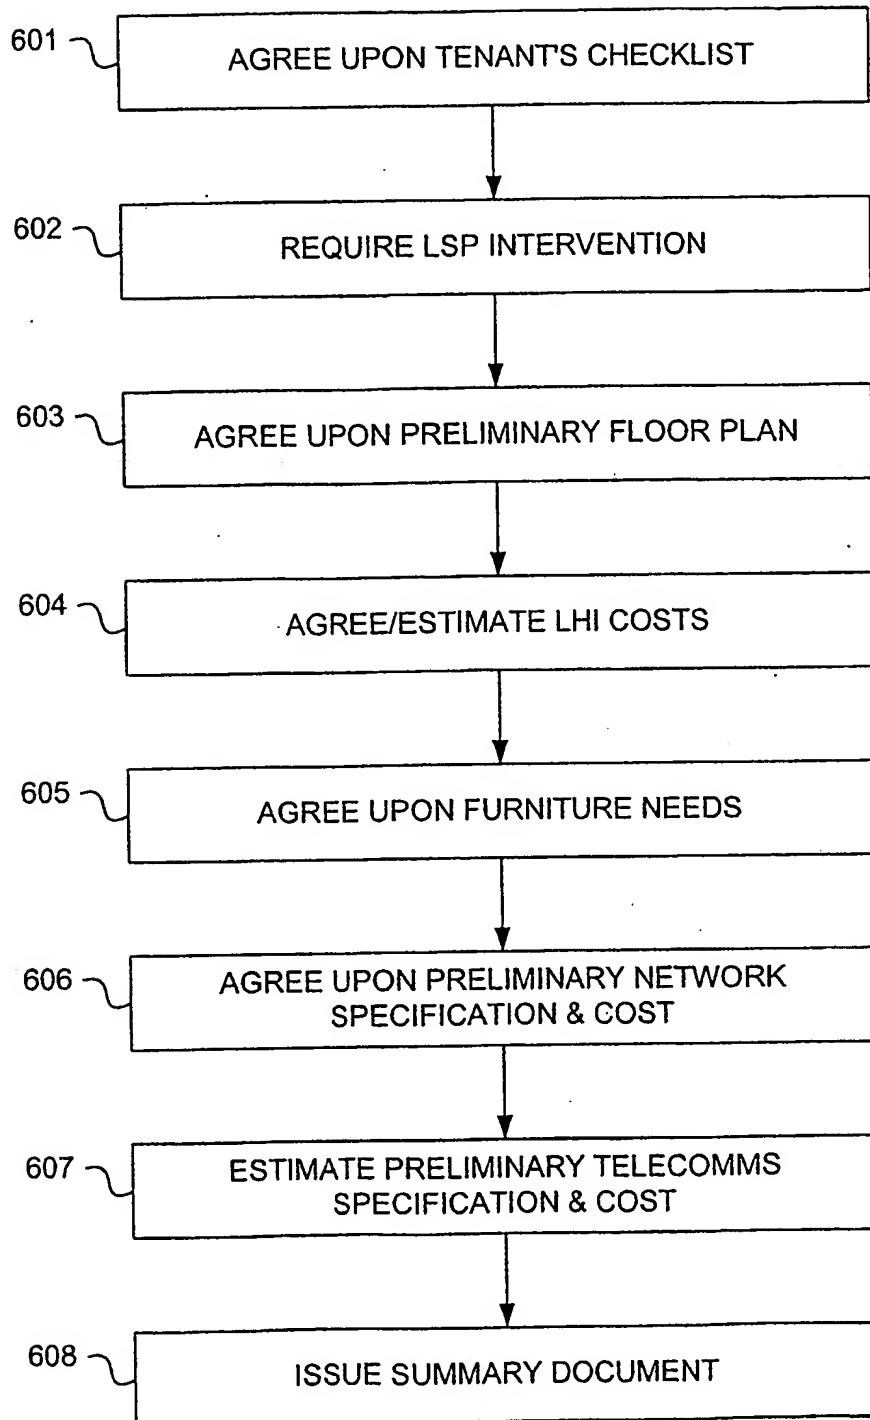 601
AGREE UPON TENANT'S CHECKLIST
602
REQUIRE LSP INTERVENTION
603
AGREE UPON PRELIMINARY FLOOR PLAN
604
AGREE/ESTIMATE LHI COSTS
605
AGREE UPON FURNITURE NEEDS
606
AGREE UPON PRELIMINARY NETWORK
SPECIFICATION & COST
607
ESTIMATE PRELIMINARY TELECOMMS
SPECIFICATION & COST
608
ISSUE SUMMARY DOCUMENT